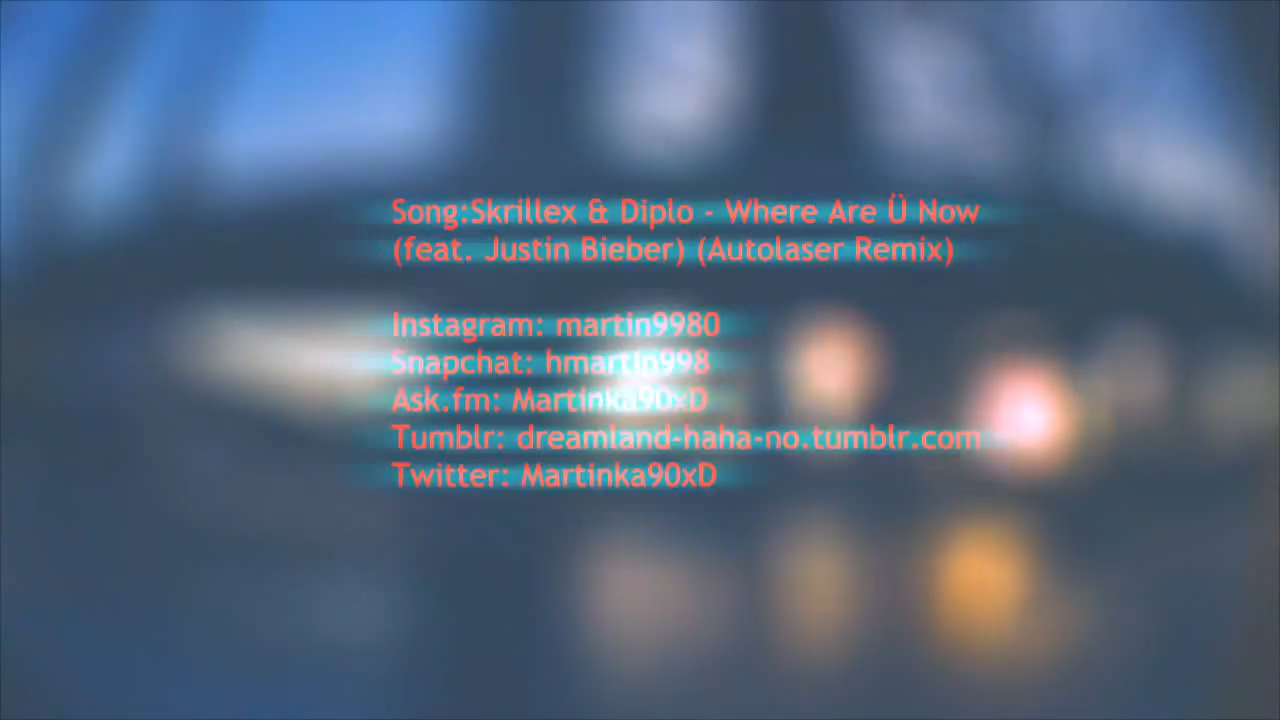 Song:Skrillex & Diplo - Where Are Ü Now
(feat. Justin Bieber) (Autolaser Remix)
Instagram: martin9980
Snapchat: hmartin998
Ask.fm: Martinka90xD
Tumblr: dreamland-haha-no.tumblr.com
Twitter: Martinka90xD